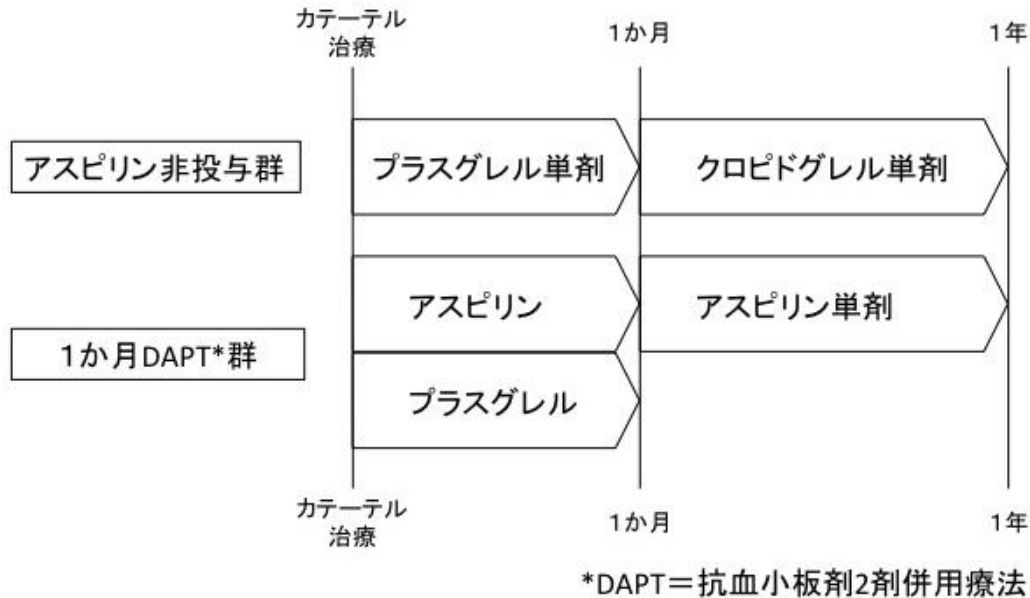 カテーテル
治療
1か月
1年
アスピリン非投与群
プラスグレル単剤
クロピドグレル単剤
アスピリン
アスピリン単剤
1か月DAPT*群
プラスグレル
カテーテル
治療
1か月
1年
*DAPT＝抗血小板剤2剤併用療法